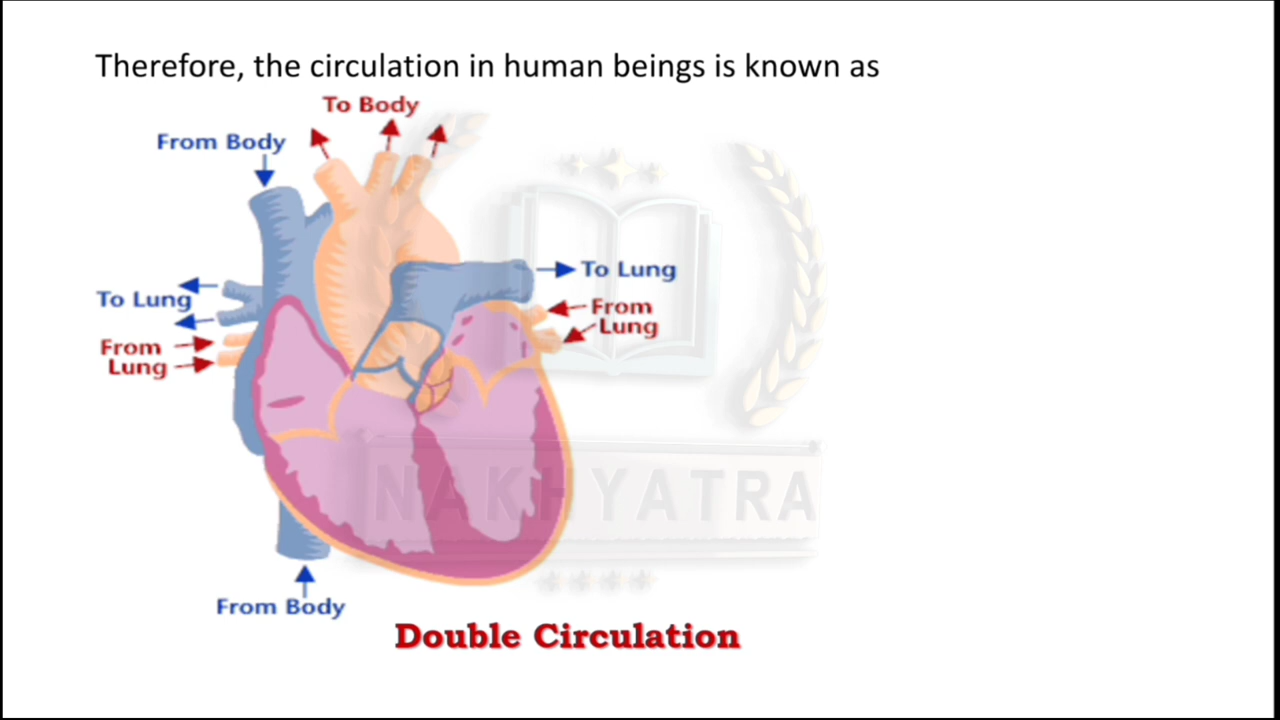 Therefore, the circulation in human beings is known as
To Body
From Body
To Lung
To Lung
From
Lung
From
Lung
NAKHYATRA
From Body
Double Circulation